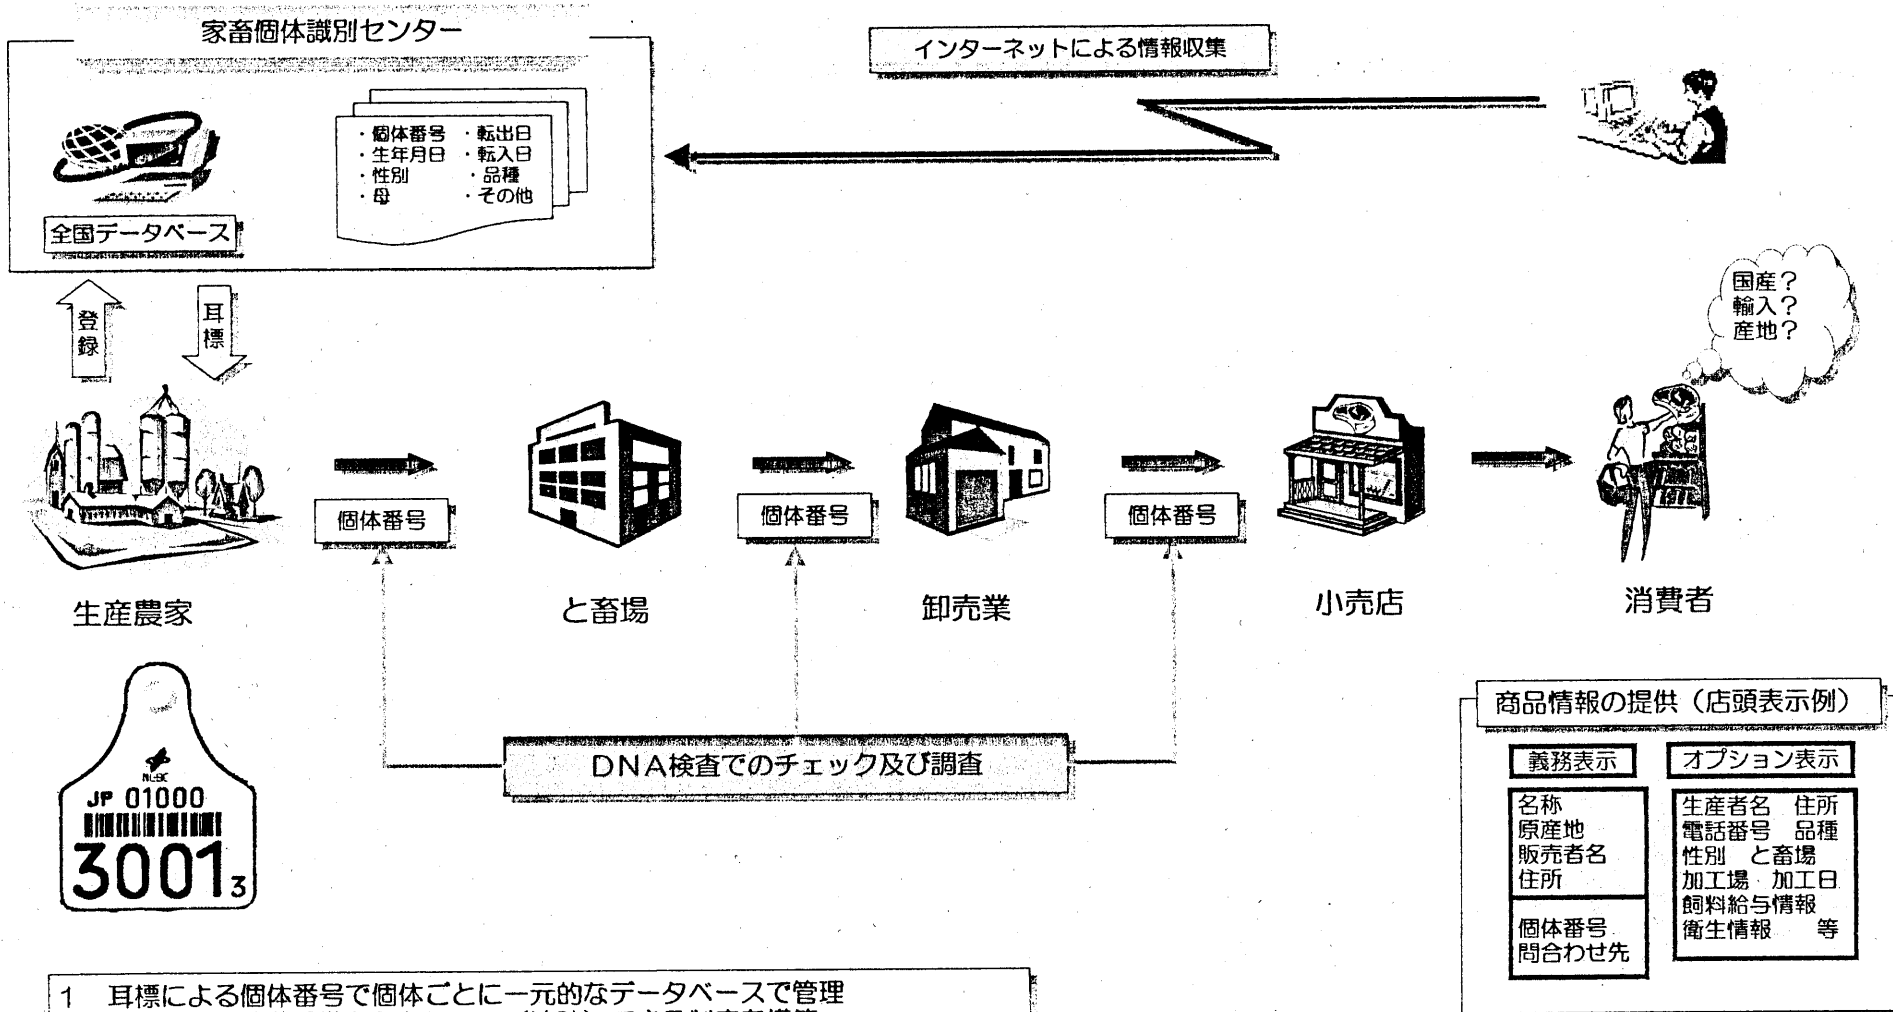 家畜個体識別センター
インターネットによる情報収集
・個体番号 ・転出日
・生年月日 ・転入日
・性別 ・品種
・母 ・その他
全国データベース
登録
耳標
国産？
輸入？
産地？
個体番号
個体番号
個体番号
生産農家
と畜場
卸売業
小売店
消費者
DNA検査でのチェック及び調査
JP 01000
3001 3
商品情報の提供（店頭表示例）
義務表示
オプション表示
名称
原産地
販売者名
住所
個体番号
問合わせ先
生産者名 住所
電話番号 品種
性別 と畜場
加工場 加工日
飼料給与情報
衛生情報 等
1 耳標による個体番号で個体ごとに一元的なデータベースで管理